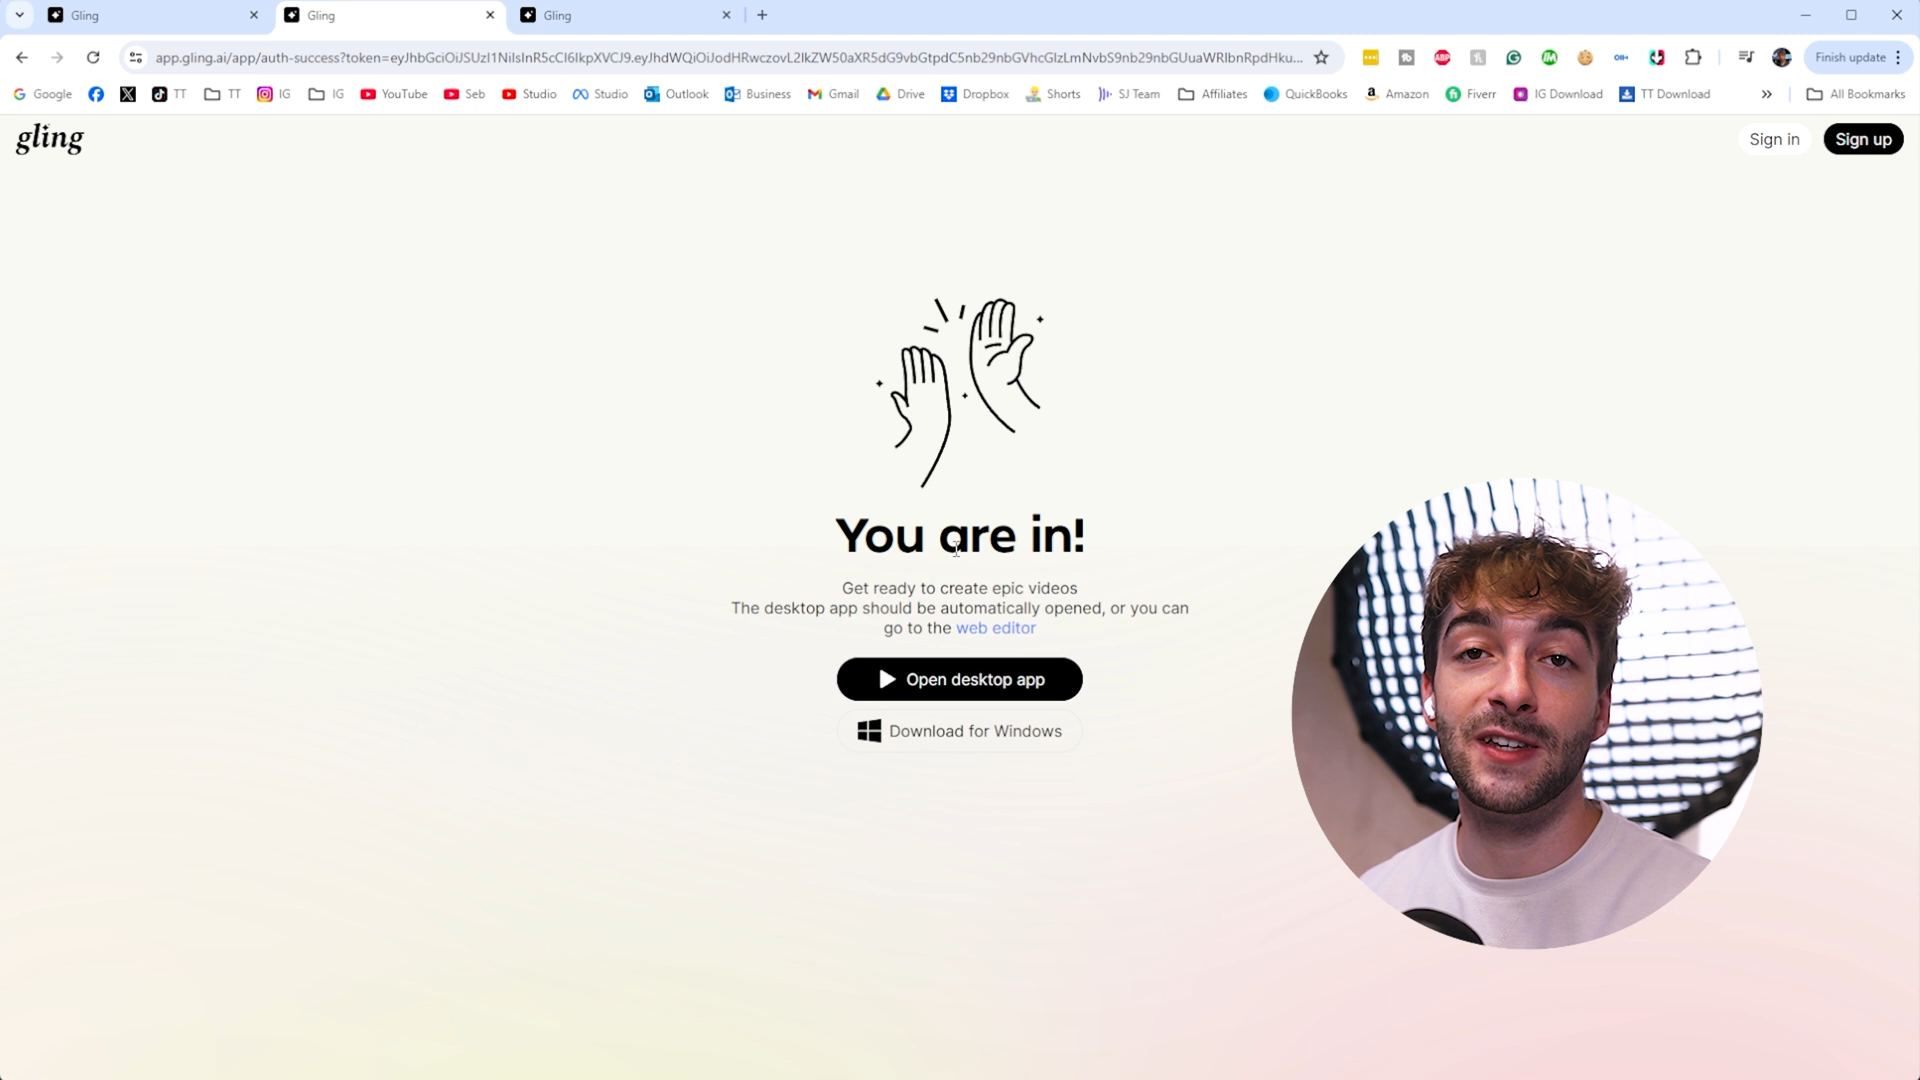 Gling
Gling
Gling
app.gling.ai/app/auth-success?token=eyJhbGciOiJSUzI1NiIsInR5cCI6IkpXVCJ9.eyJhdWQiOiJodHRwczovL2lkZW50aXR5dG9vbGtpdC5nb29nbGVhcGlzLmNvbS9nb29nbGUuaWRlbnRpdHku...
Finish update
Google
TT
TT
IG
IG
YouTube
Seb
Studio
Studio
Outlook
Business
Gmail
Drive
Dropbox
Shorts
SJ Team
Affiliates
QuickBooks
Amazon
Fiverr
IG Download
TT Download
All Bookmarks
gling
Sign in
Sign up
You are in!
Get ready to create epic videos
The desktop app should be automatically opened, or you can
go to the web editor
Open desktop app
Download for Windows